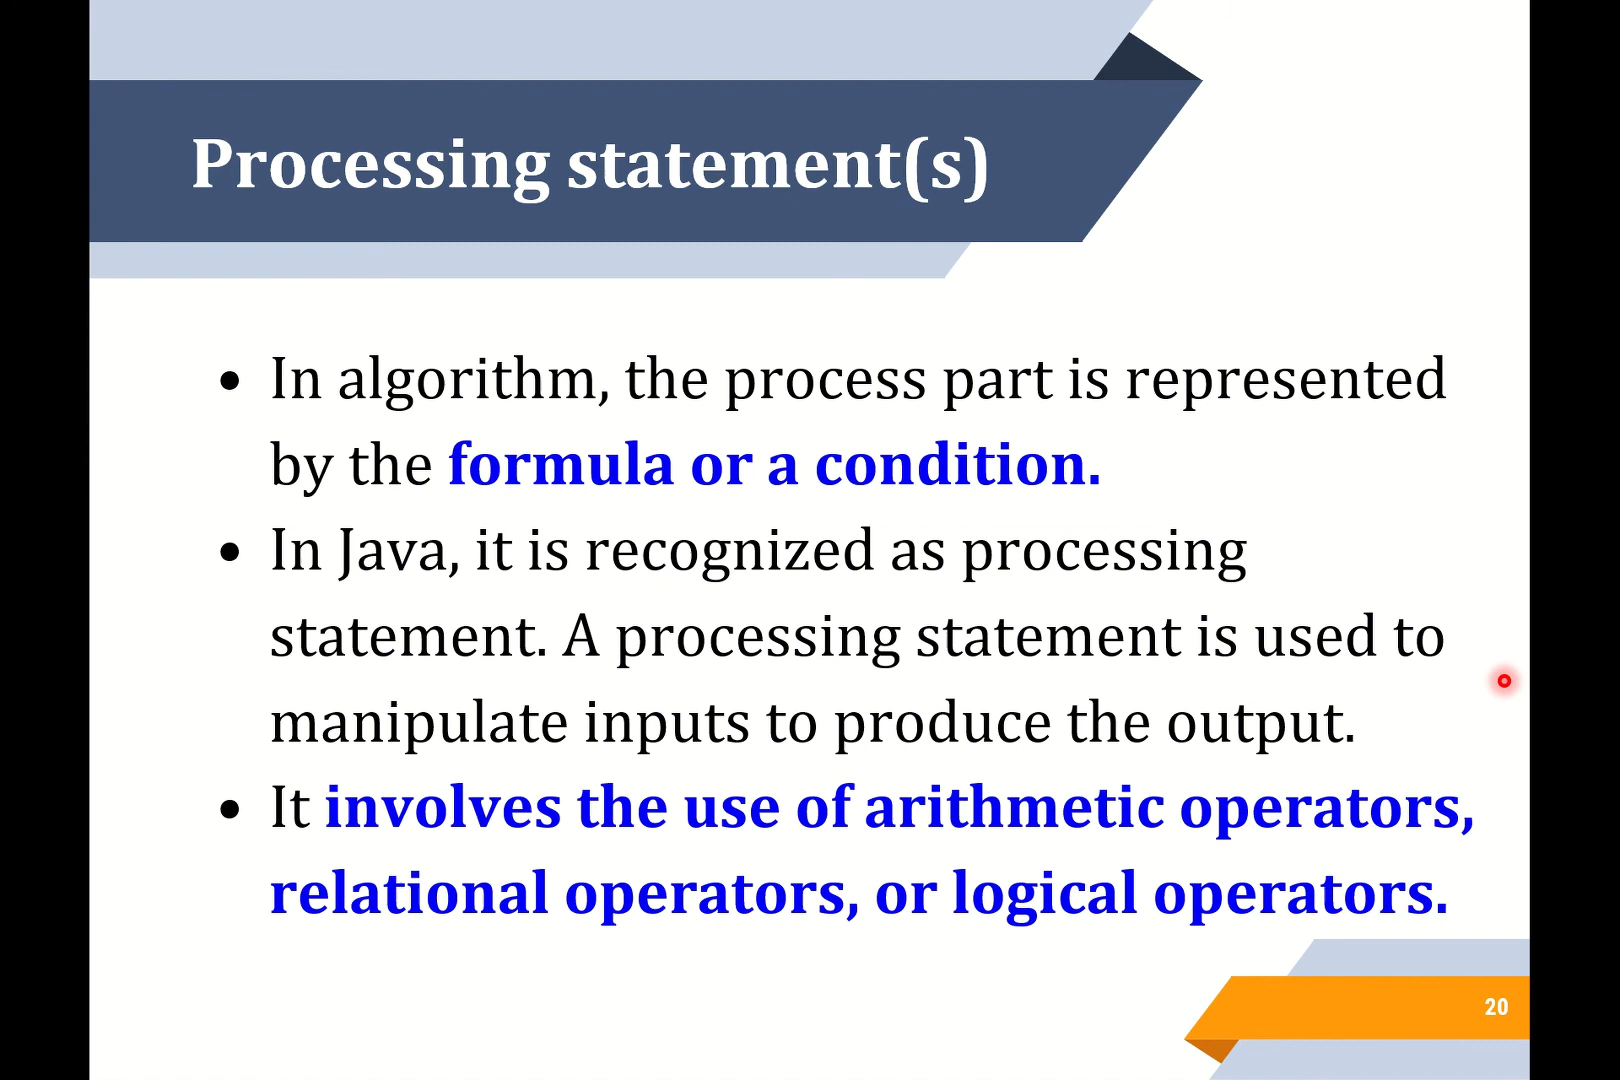 Processing statement(s)
• In algorithm, the process part is represented
by the formula or a condition.
• In Java, it is recognized as processing
statement. A processing statement is used to
manipulate inputs to produce the output.
• It involves the use of arithmetic operators,
relational operators, or logical operators.
20